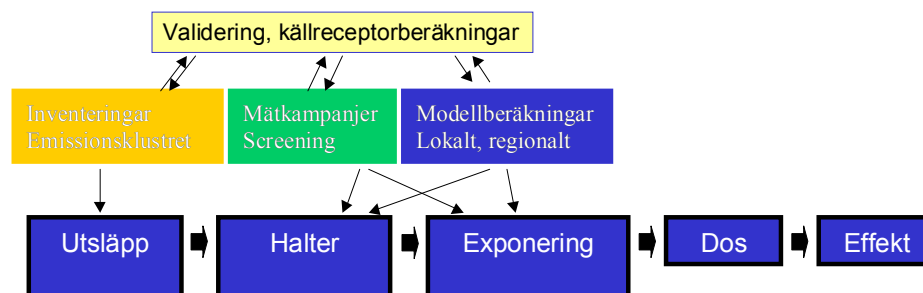 Validering, källreceptorberäkningar
Inventeringar
Emissionsklustret
Mätkampanjer
Screening
Modellberäkningar
Lokalt, regionalt
Utsläpp
Halter
Exponering
Dos
Effekt